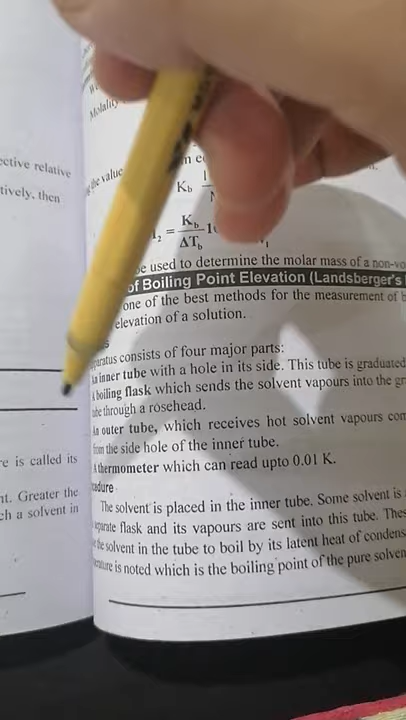 ective relative
tively, then
re is called its
nt. Greater the
ch a solvent in
Molality
the value
K_b
= K_b
ΔT_b
be used to determine the molar mass of a non-vo
of Boiling Point Elevation (Landsberger's
one of the best methods for the measurement of b
elevation of a solution.
paratus consists of four major parts:
inner tube with a hole in its side. This tube is graduated
boiling flask which sends the solvent vapours into the gr
through a rosehead.
An outer tube, which receives hot solvent vapours com
from the side hole of the inner tube.
A thermometer which can read upto 0.01 K.
cedure
The solvent is placed in the inner tube. Some solvent is
separate flask and its vapours are sent into this tube. Thes
the solvent in the tube to boil by its latent heat of condens
is noted which is the boiling point of the pure solven